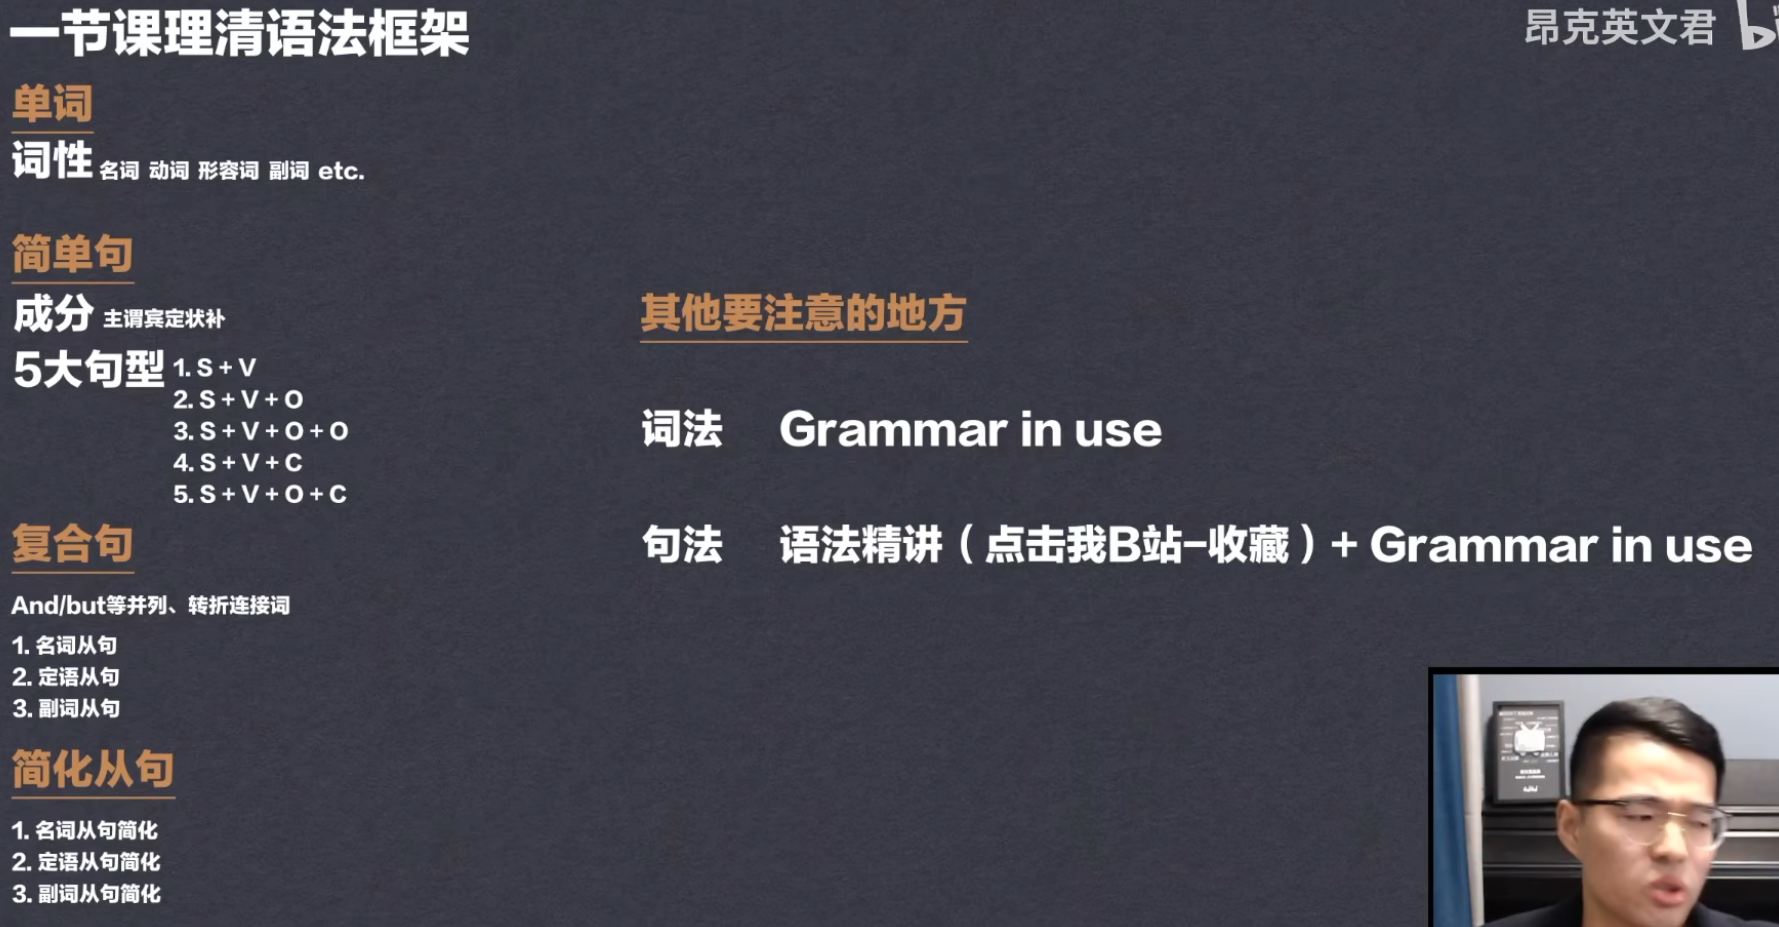 一节课理清语法框架
昂克英文君
单词
词性 名词 动词 形容词 副词 etc.
简单句
成分 主谓宾定状补
5大句型 1. S + V
2. S + V + O
3. S + V + O + O
4. S + V + C
5. S + V + O + C
复合句
And/but等并列、转折连接词
1. 名词从句
2. 定语从句
3. 副词从句
简化从句
1. 名词从句简化
2. 定语从句简化
3. 副词从句简化
其他要注意的地方
词法 Grammar in use
句法 语法精讲（点击我B站-收藏）+ Grammar in use